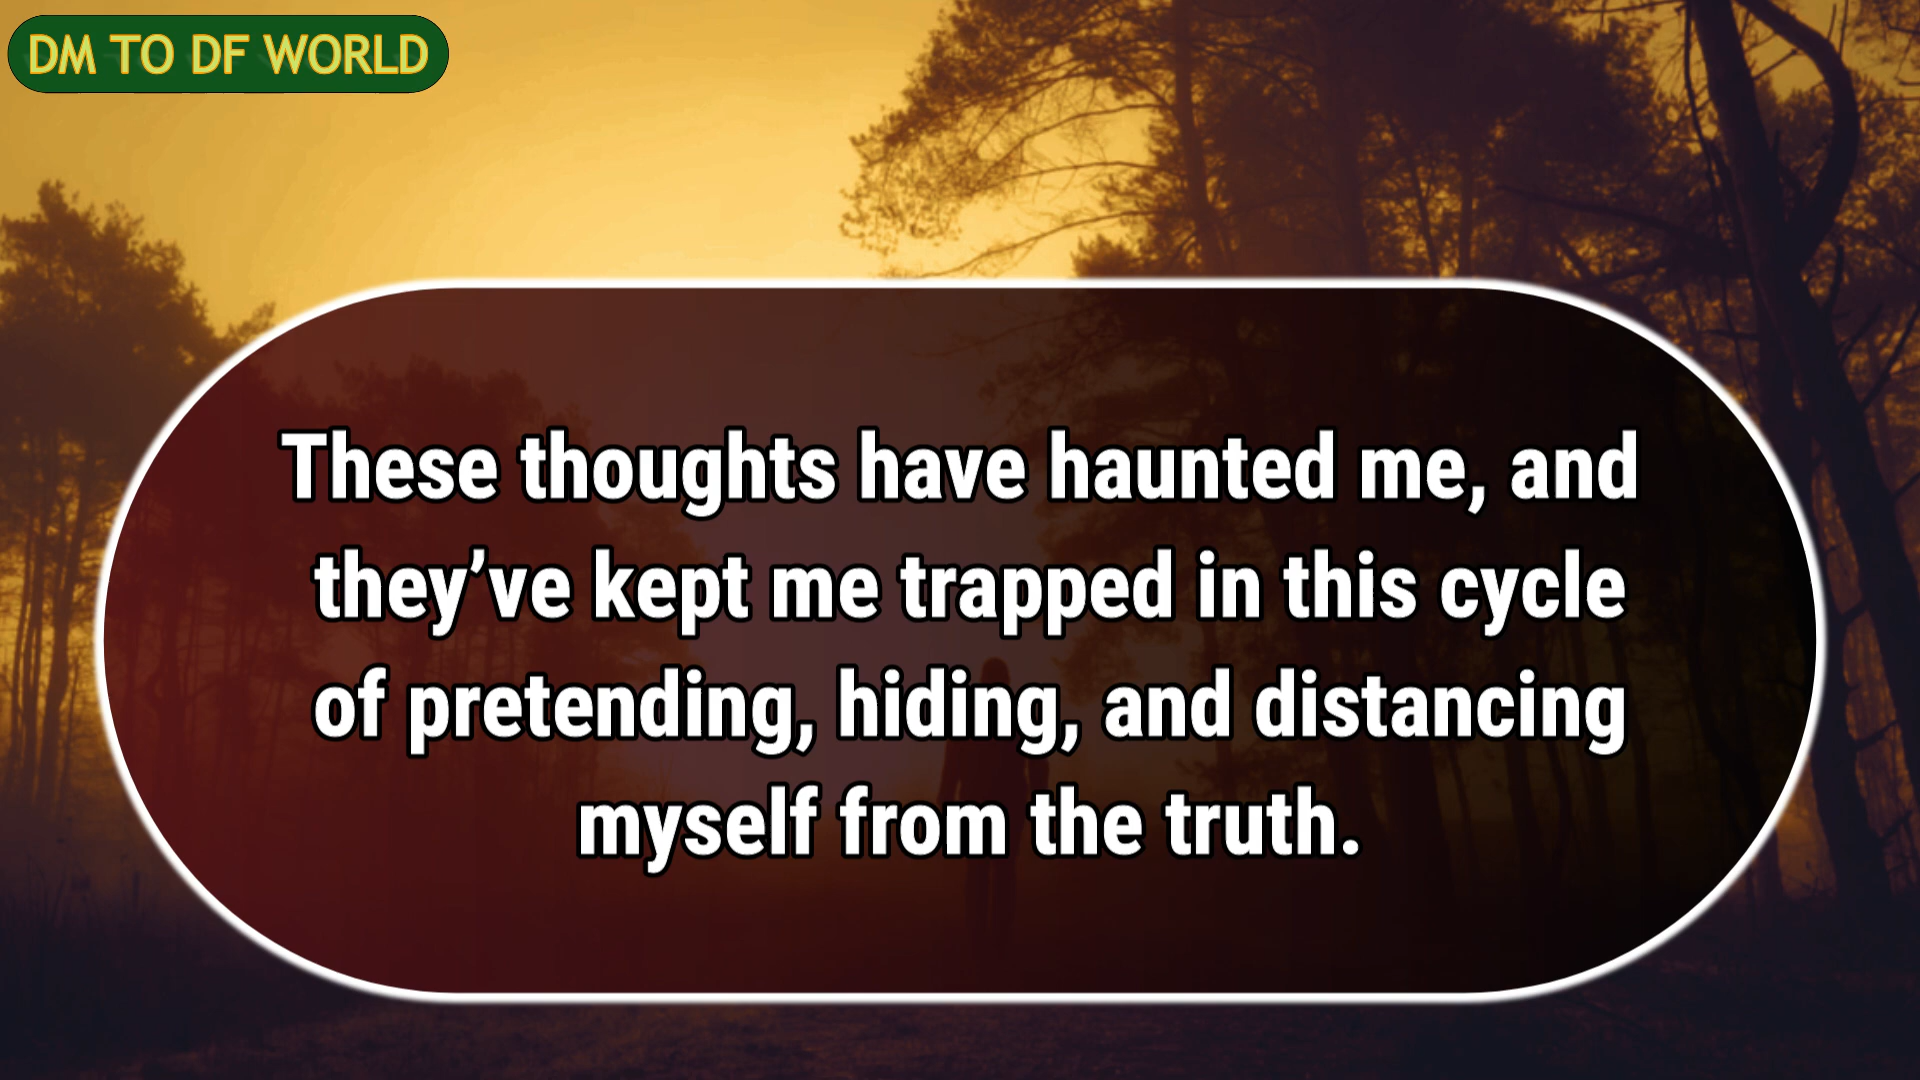 DM TO DF WORLD
These thoughts have haunted me, and
they’ve kept me trapped in this cycle
of pretending, hiding, and distancing
myself from the truth.